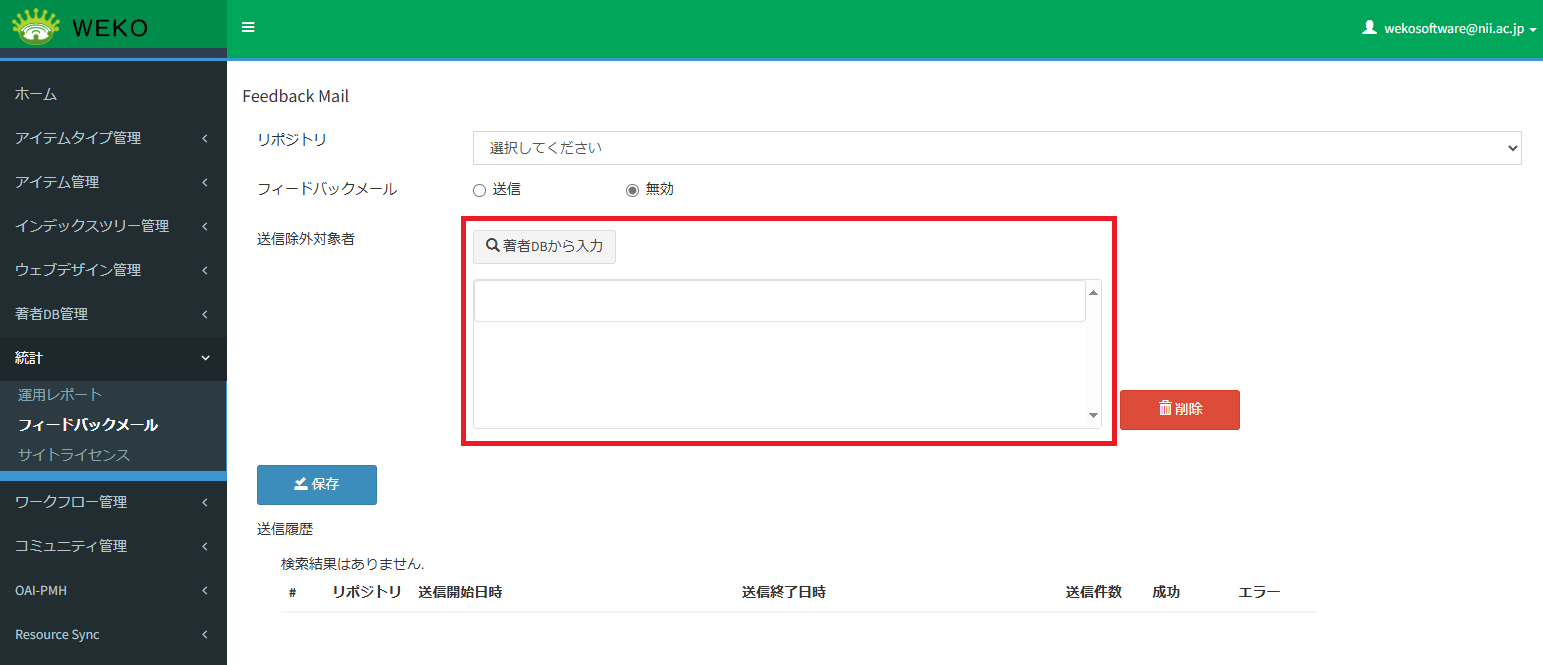 WEKO
wekosoftware@nii.ac.jp
ホーム
アイテムタイプ管理
アイテム管理
インデックスツリー管理
ウェブデザイン管理
著者DB管理
統計
運用レポート
フィードバックメール
サイトライセンス
ワークフロー管理
コミュニティ管理
OAI-PMH
Resource Sync
Feedback Mail
リポジトリ
選択してください
フィードバックメール
送信 無効
送信除外対象者
著者DBから入力
削除
保存
送信履歴
検索結果はありません.
# リポジトリ 送信開始日時 送信終了日時 送信件数 成功 エラー